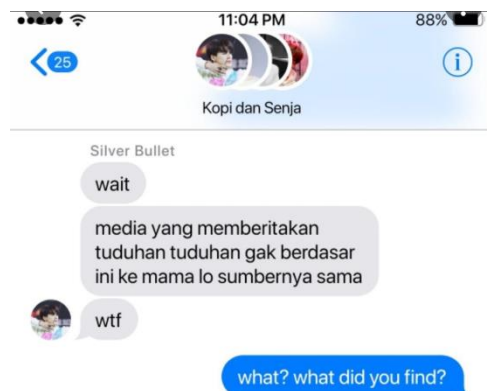 11:04 PM
88%
25
Kopi dan Senja
Silver Bullet
wait
media yang memberitakan
tuduhan tuduhan gak berdasar
ini ke mama lo sumbernya sama
wtf
what? what did you find?